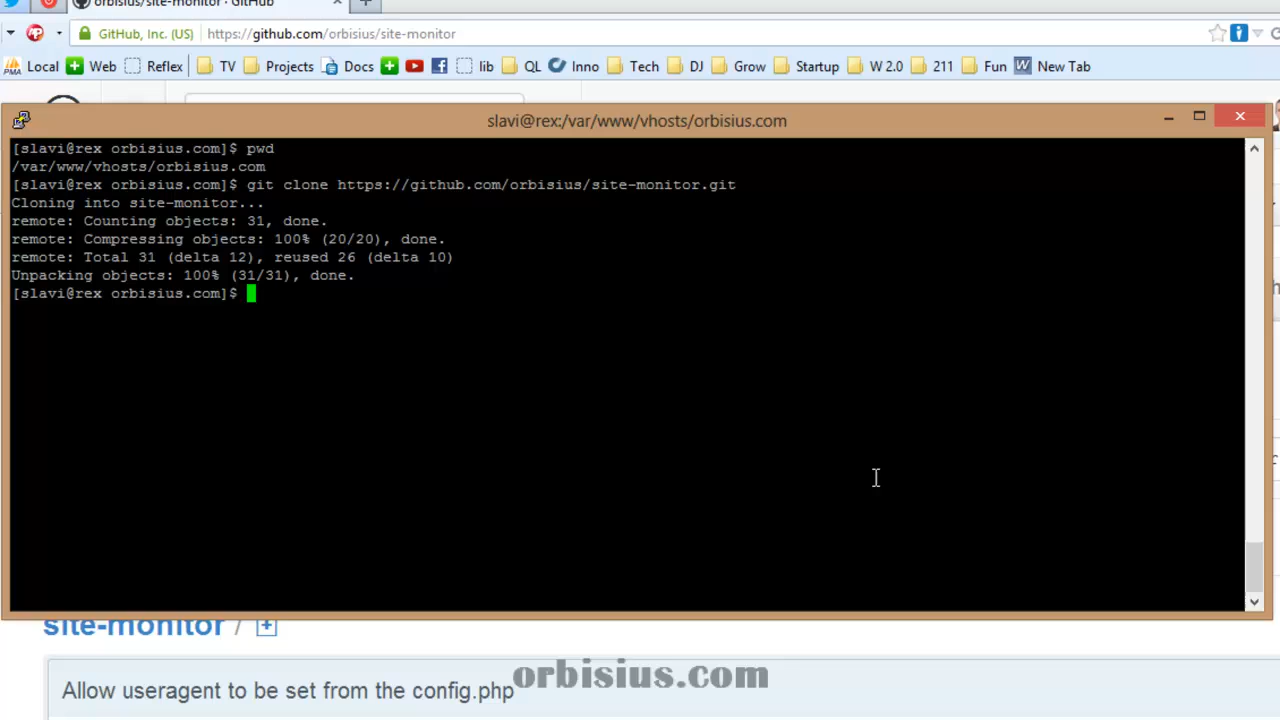 orbisius/site-monitor · GitHub
GitHub, Inc. (US) https://github.com/orbisius/site-monitor
Local Web Reflex TV Projects Docs lib QL Inno Tech DJ Grow Startup W 2.0 211 Fun New Tab
slavi@rex:/var/www/vhosts/orbisius.com
[slavi@rex orbisius.com]$ pwd
/var/www/vhosts/orbisius.com
[slavi@rex orbisius.com]$ git clone https://github.com/orbisius/site-monitor.git
Cloning into site-monitor...
remote: Counting objects: 31, done.
remote: Compressing objects: 100% (20/20), done.
remote: Total 31 (delta 12), reused 26 (delta 10)
Unpacking objects: 100% (31/31), done.
[slavi@rex orbisius.com]$
site-monitor / +
Allow useragent to be set from the config.php
orbisius.com